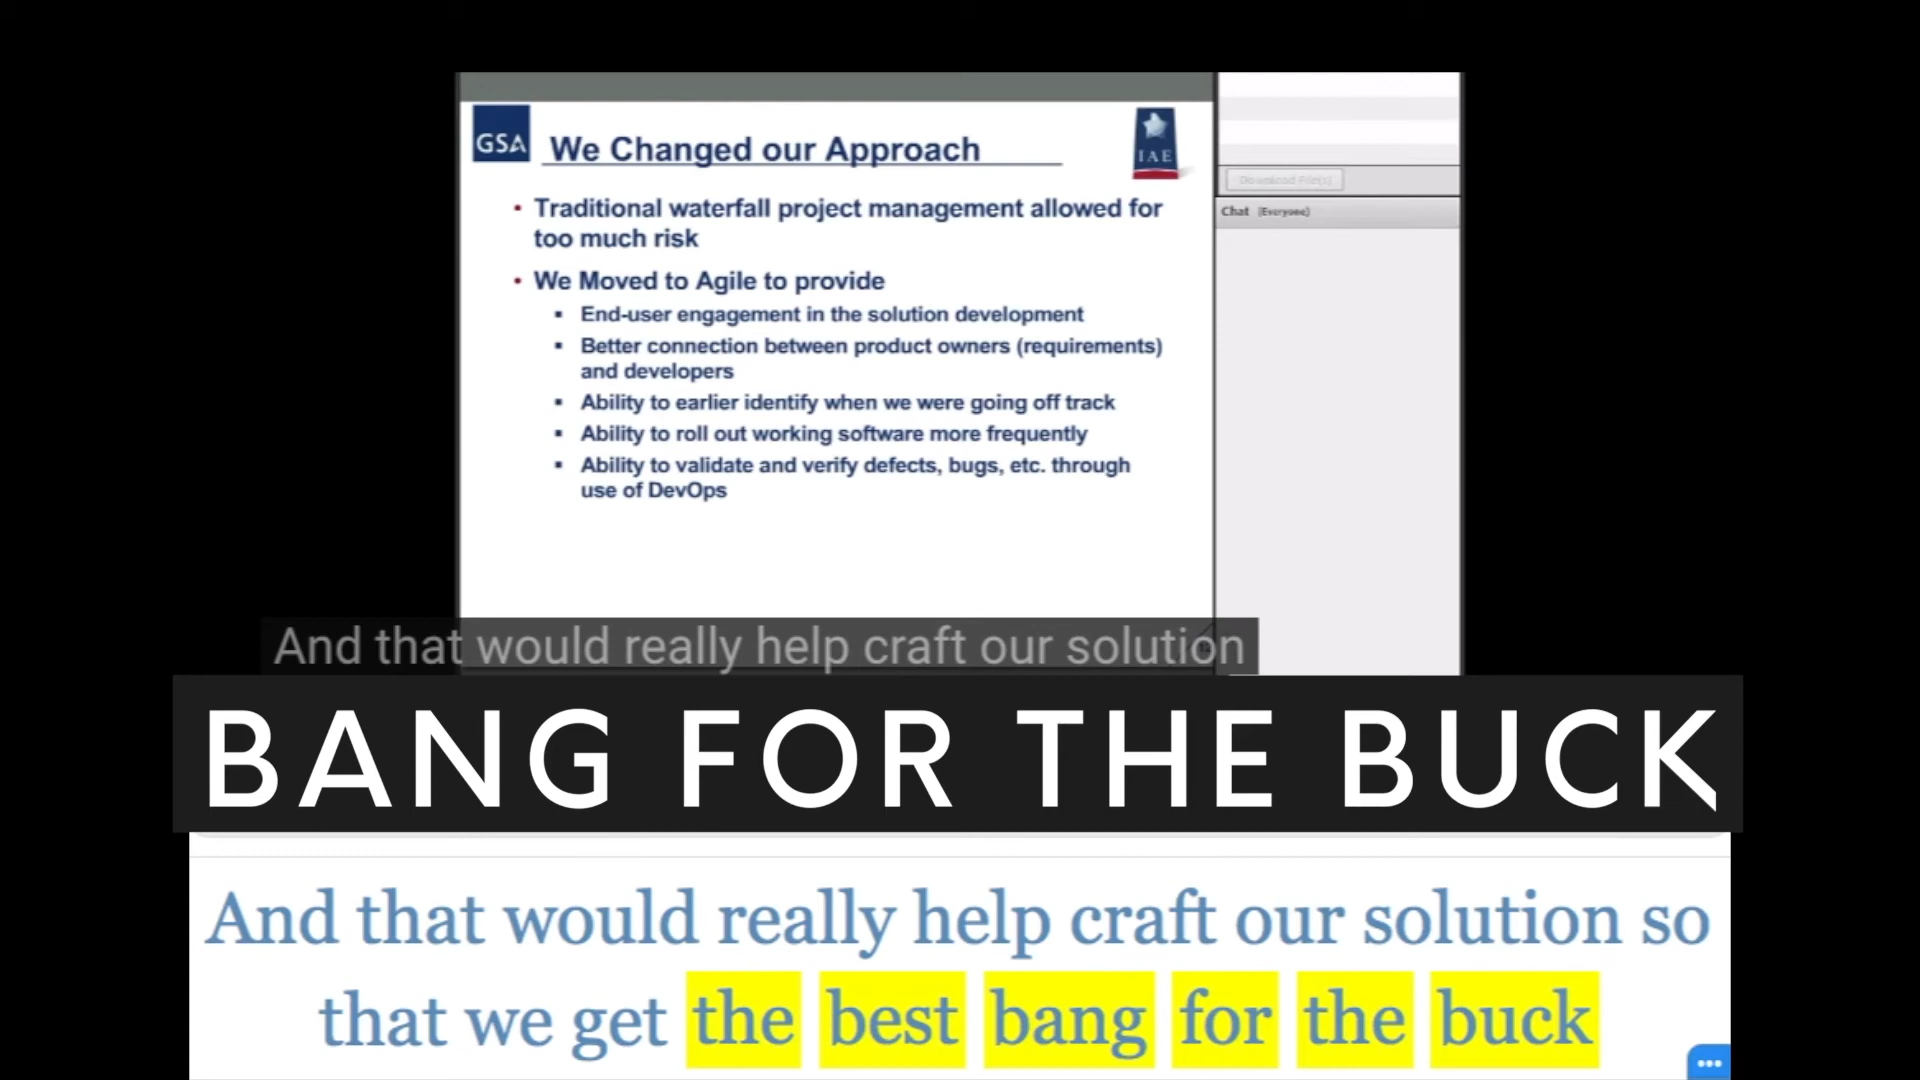 GSA
We Changed our Approach
IAE
• Traditional waterfall project management allowed for
too much risk
• We Moved to Agile to provide
▪ End-user engagement in the solution development
▪ Better connection between product owners (requirements)
and developers
▪ Ability to earlier identify when we were going off track
▪ Ability to roll out working software more frequently
▪ Ability to validate and verify defects, bugs, etc. through
use of DevOps
Download File(s)
Chat (Everyone)
And that would really help craft our solution
BANG FOR THE BUCK
And that would really help craft our solution so
that we get the best bang for the buck